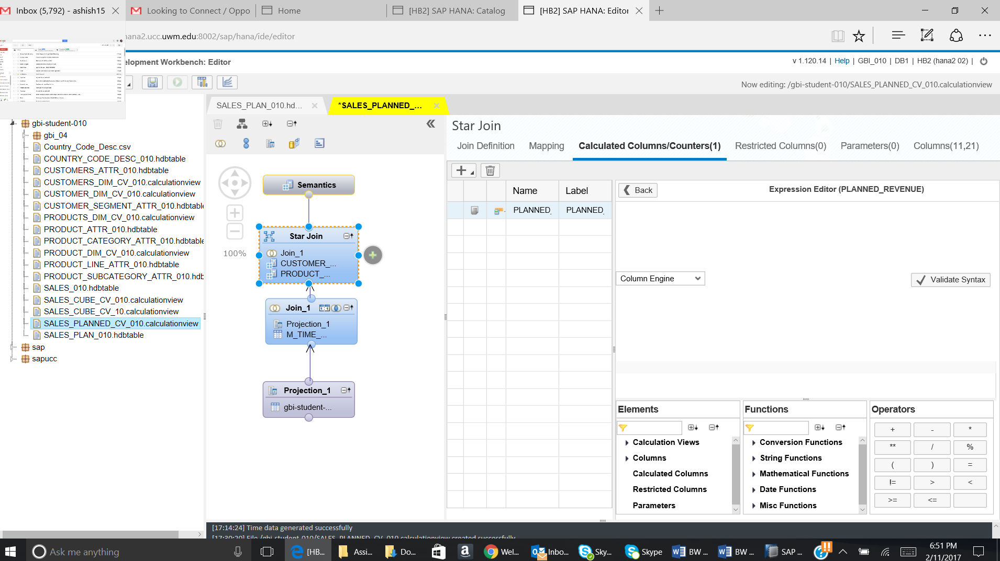 Inbox (5,792) - ashish15
Looking to Connect / Oppo
Home
[HB2] SAP HANA: Catalog
[HB2] SAP HANA: Editor
hana2.ucc.uwm.edu:8002/sap/hana/ide/editor
elopment Workbench: Editor
v 1.120.14 | Help | GBI_010 | DB1 | HB2 (hana2 02) |
Now editing: /gbi-student-010/SALES_PLANNED_CV_010.calculationview
SALES_PLAN_010.hd...
*SALES_PLANNED_...
gbi-student-010
gbi_04
Country_Code_Desc.csv
COUNTRY_CODE_DESC_010.hdbtable
CUSTOMERS_ATTR_010.hdbtable
CUSTOMERS_DIM_CV_010.calculationview
CUSTOMER_DIM_CV_010.calculationview
CUSTOMER_SEGMENT_ATTR_010.hdbtable
PRODUCTS_DIM_CV_010.calculationview
PRODUCT_ATTR_010.hdbtable
PRODUCT_CATEGORY_ATTR_010.hdbtable
PRODUCT_DIM_CV_010.calculationview
PRODUCT_LINE_ATTR_010.hdbtable
PRODUCT_SUBCATEGORY_ATTR_010.hdb
SALES_010.hdbtable
SALES_CUBE_CV_010.calculationview
SALES_CUBE_CV_10.calculationview
SALES_PLANNED_CV_010.calculationview
SALES_PLAN_010.hdbtable
sap
sapucc
100%
Semantics
Star Join
Join_1
CUSTOMER_...
PRODUCT_...
Join_1
Projection_1
M_TIME_...
Projection_1
gbi-student-...
Star Join
Join Definition
Mapping
Calculated Columns/Counters(1)
Restricted Columns(0)
Parameters(0)
Columns(11,21)
Name
Label
PLANNED_
PLANNED_
Back
Expression Editor (PLANNED_REVENUE)
Column Engine
Validate Syntax
Elements
Calculation Views
Columns
Calculated Columns
Restricted Columns
Parameters
Functions
Conversion Functions
String Functions
Mathematical Functions
Date Functions
Misc Functions
Operators
+ - *
** / %
( ) =
!= > <
>= <=
[17:14:24] Time data generated successfully
[17:30:20] File /gbi-student-010/SALES_PLANNED_CV_010.calculationview created successfully
Ask me anything
[HB...
Assi...
Do...
Wel...
Inbo...
Sky...
Skype
BW ...
BW ...
SAP ...
6:51 PM
2/11/2017